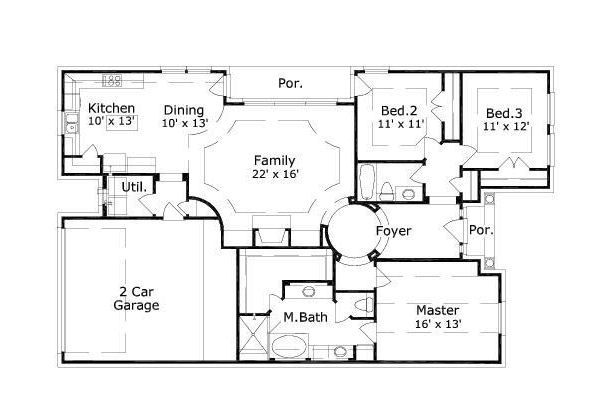 Por.
Kitchen
10' x 13'
Dining
10' x 13'
Bed.2
11' x 11'
Bed.3
11' x 12'
Family
22' x 16'
Util.
Foyer
Por.
2 Car
Garage
M.Bath
Master
16' x 13'